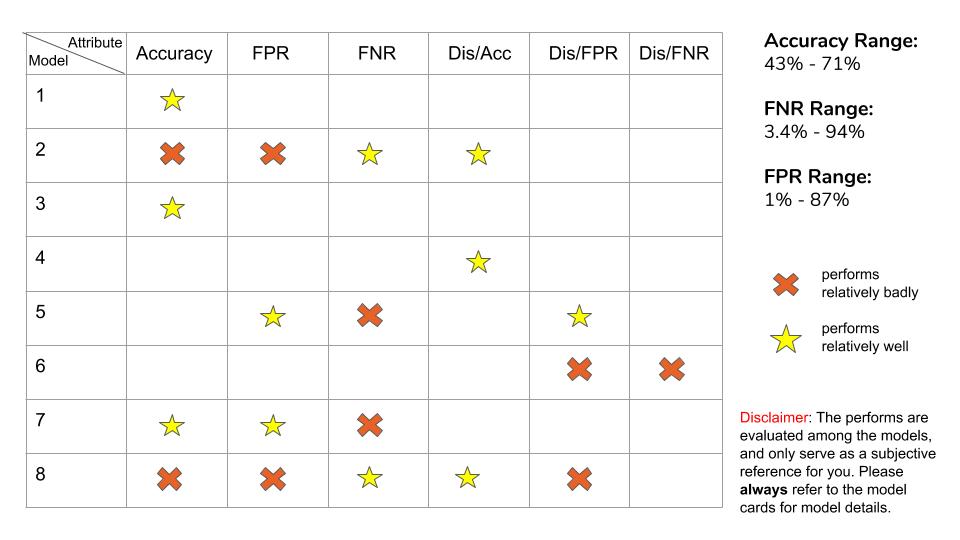 Attribute
Model
Accuracy FPR FNR Dis/Acc Dis/FPR Dis/FNR
1
2
3
4
5
6
7
8
Accuracy Range:
43% - 71%
FNR Range:
3.4% - 94%
FPR Range:
1% - 87%
performs
relatively badly
performs
relatively well
Disclaimer: The performs are
evaluated among the models,
and only serve as a subjective
reference for you. Please
always refer to the model
cards for model details.